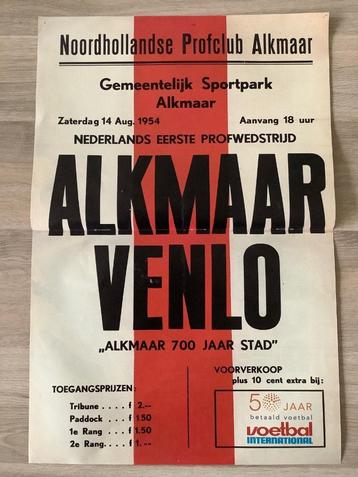 Noordhollandse Profclub Alkmaar
Gemeentelijk Sportpark
Alkmaar
Zaterdag 14 Aug. 1954 Aanvang 18 uur
NEDERLANDS EERSTE PROFWEDSTRIJD
ALKMAAR
VENLO
„ALKMAAR 700 JAAR STAD"
TOEGANGSPRIJZEN:
Tribune . . . . f 2.--
Paddock . . . . f 1.50
1e Rang . . . . f 1.50
2e Rang . . . . f 1.--
VOORVERKOOP
plus 10 cent extra bij:
50 JAAR
betaald voetbal
voetbal
INTERNATIONAL